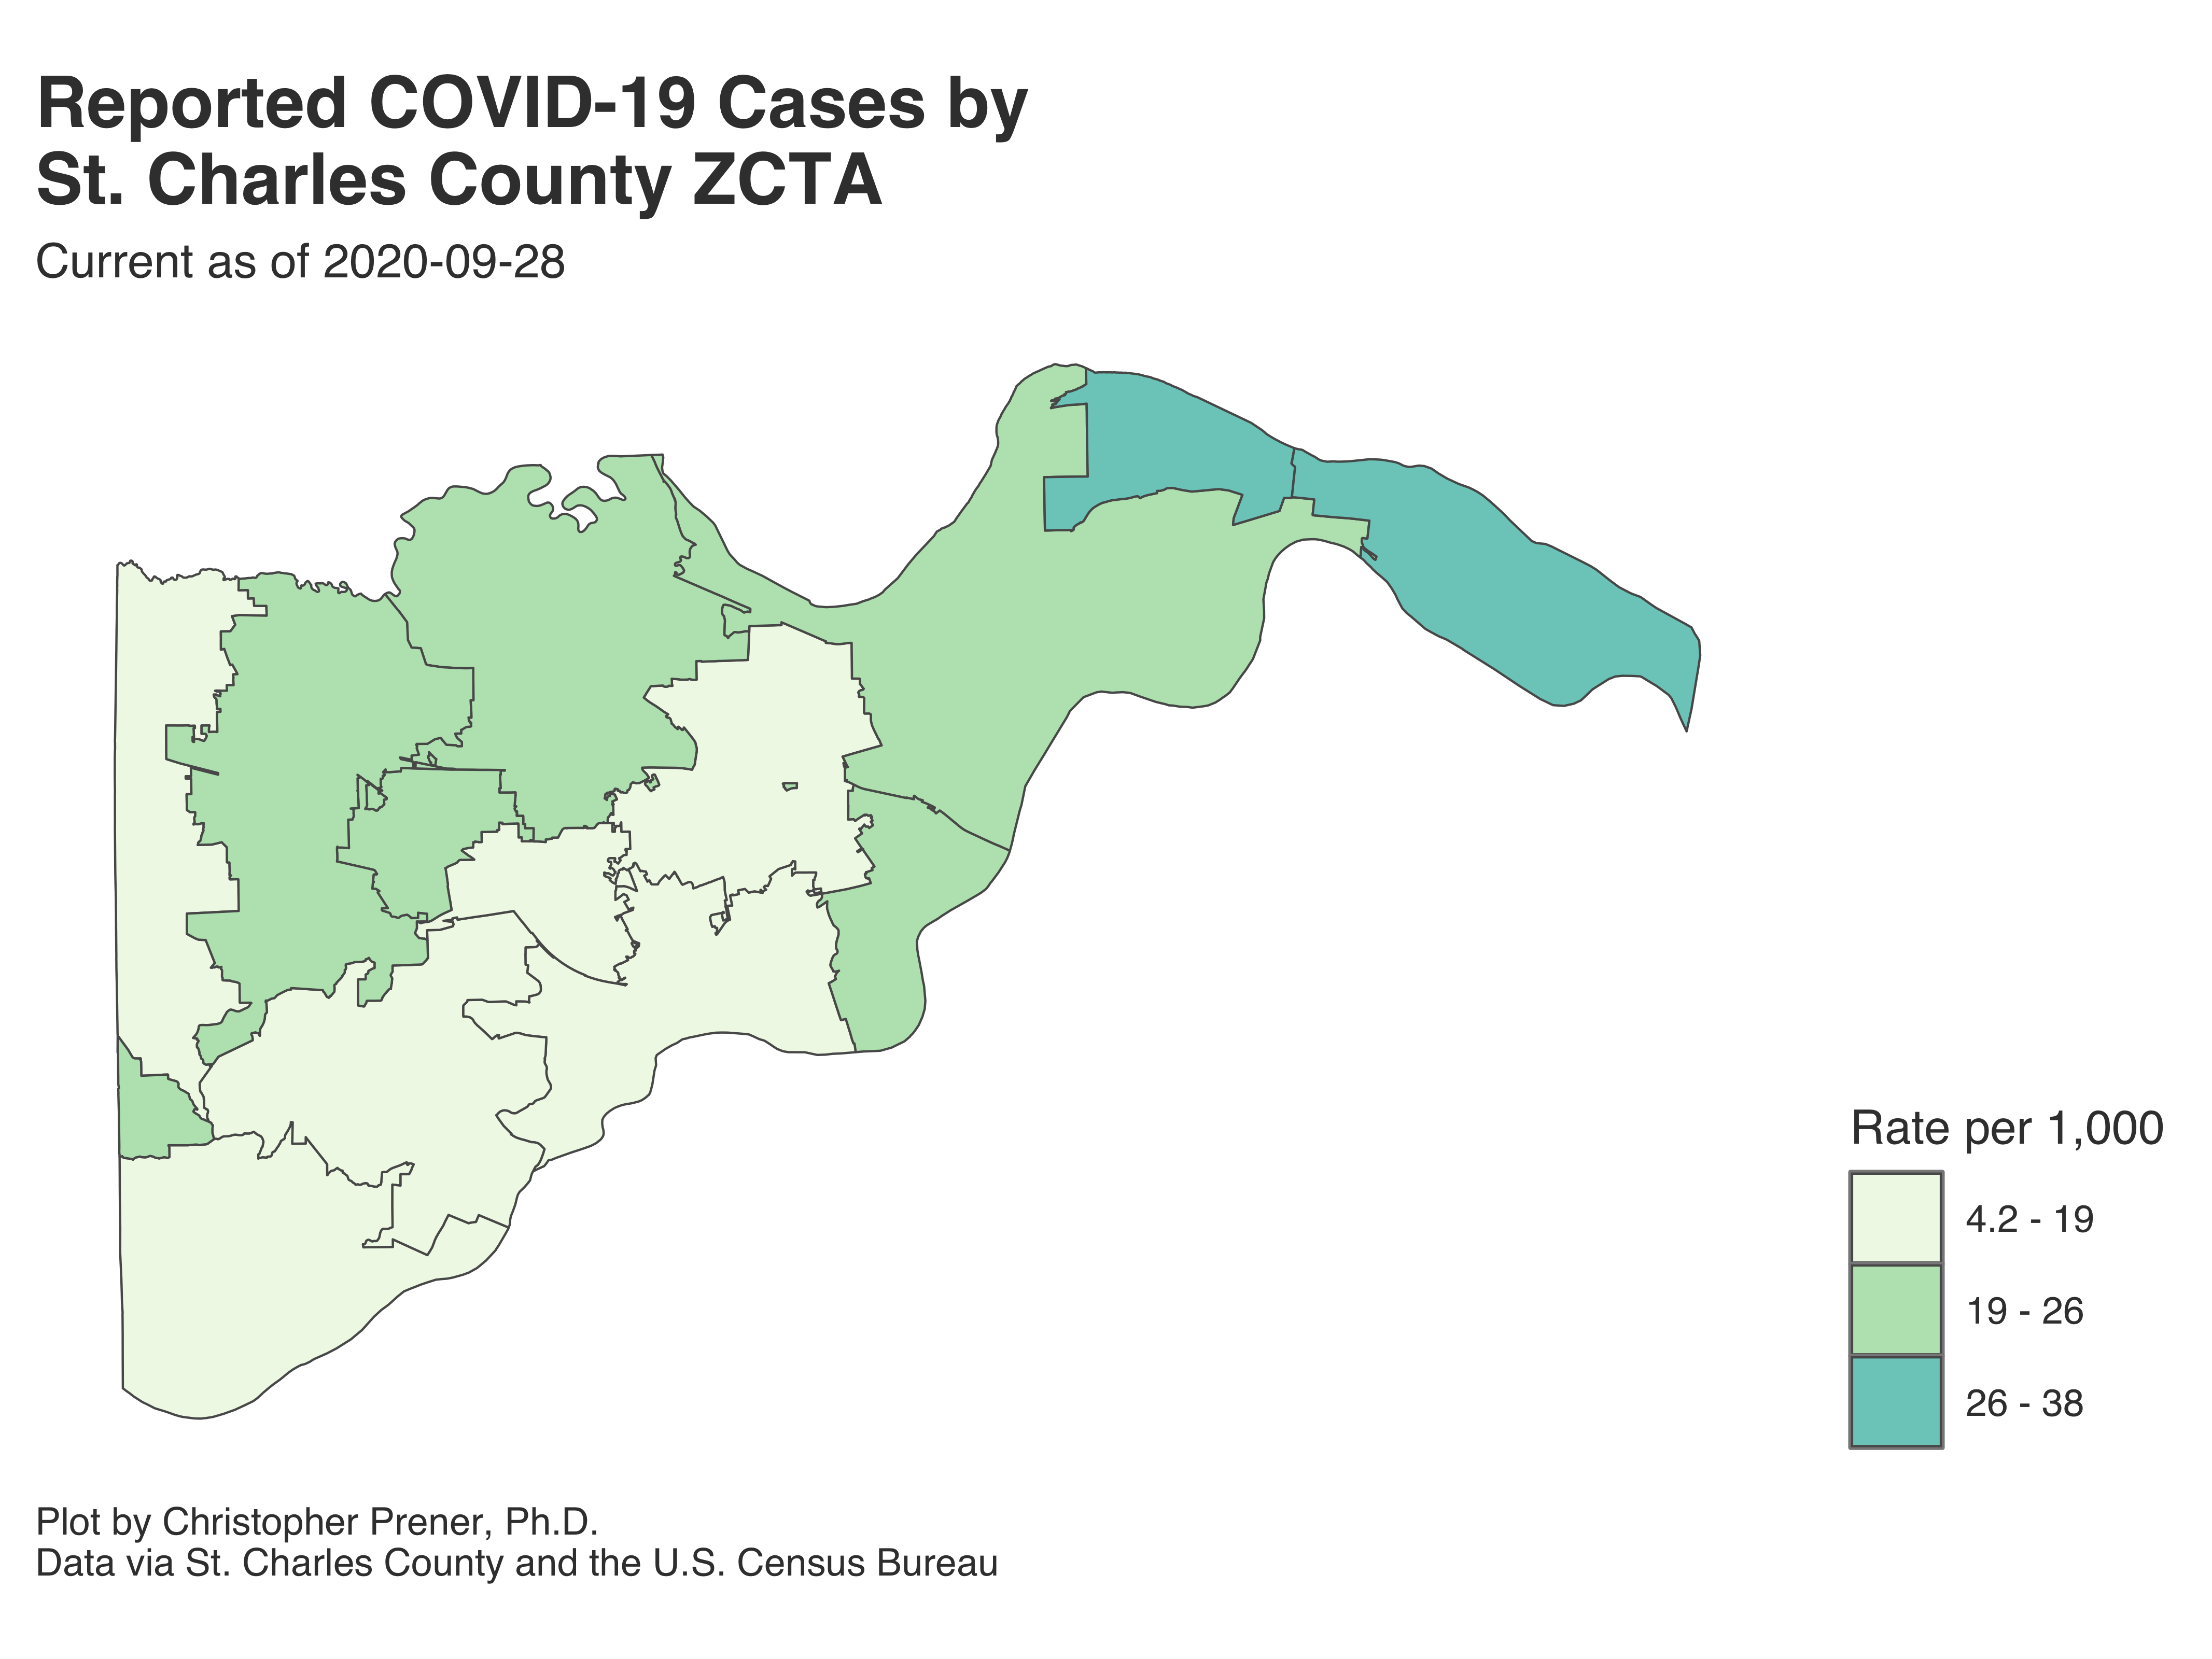 Reported COVID-19 Cases by
St. Charles County ZCTA
Current as of 2020-09-28
Rate per 1,000
4.2 - 19
19 - 26
26 - 38
Plot by Christopher Prener, Ph.D.
Data via St. Charles County and the U.S. Census Bureau